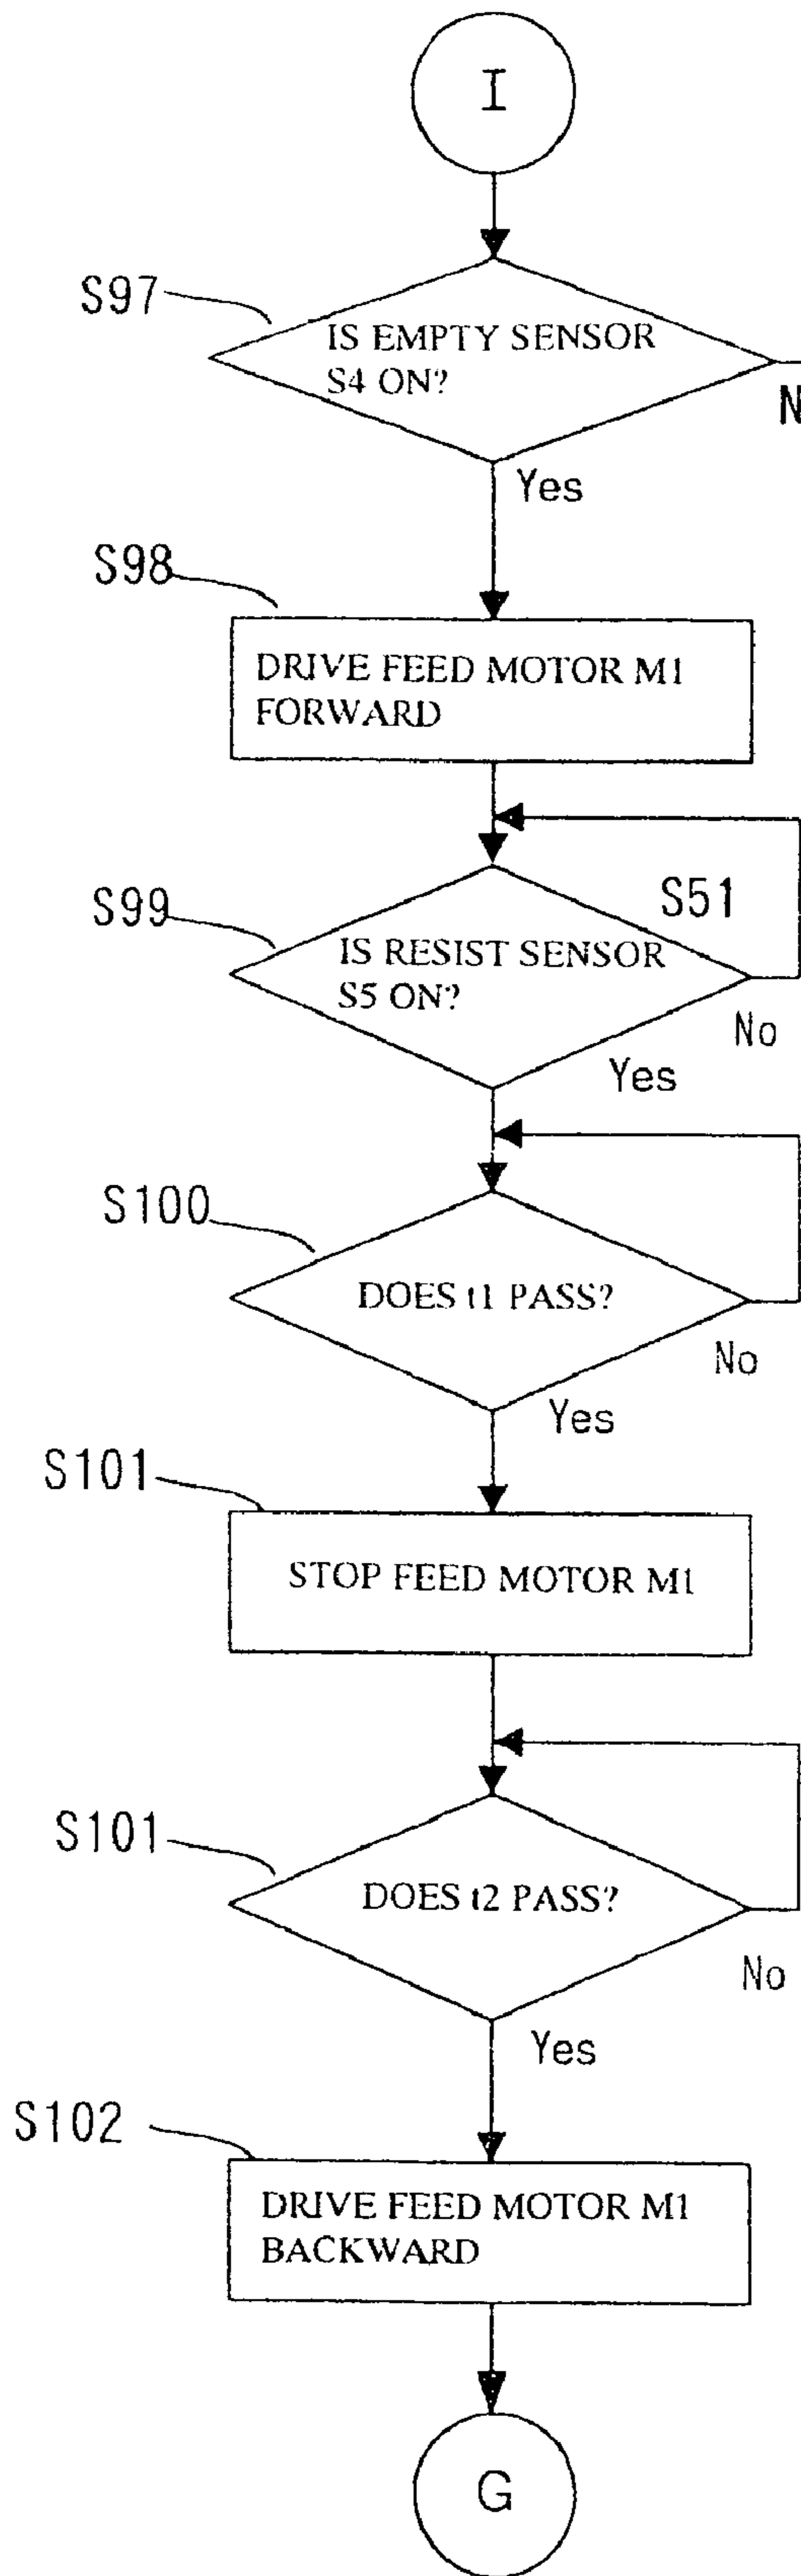 I
S97
IS EMPTY SENSOR
S4 ON?
N
Yes
S98
DRIVE FEED MOTOR M1
FORWARD
S99
S51
IS RESIST SENSOR
S5 ON?
No
Yes
S100
DOES t1 PASS?
No
Yes
S101
STOP FEED MOTOR M1
S101
DOES t2 PASS?
No
Yes
S102
DRIVE FEED MOTOR M1
BACKWARD
G